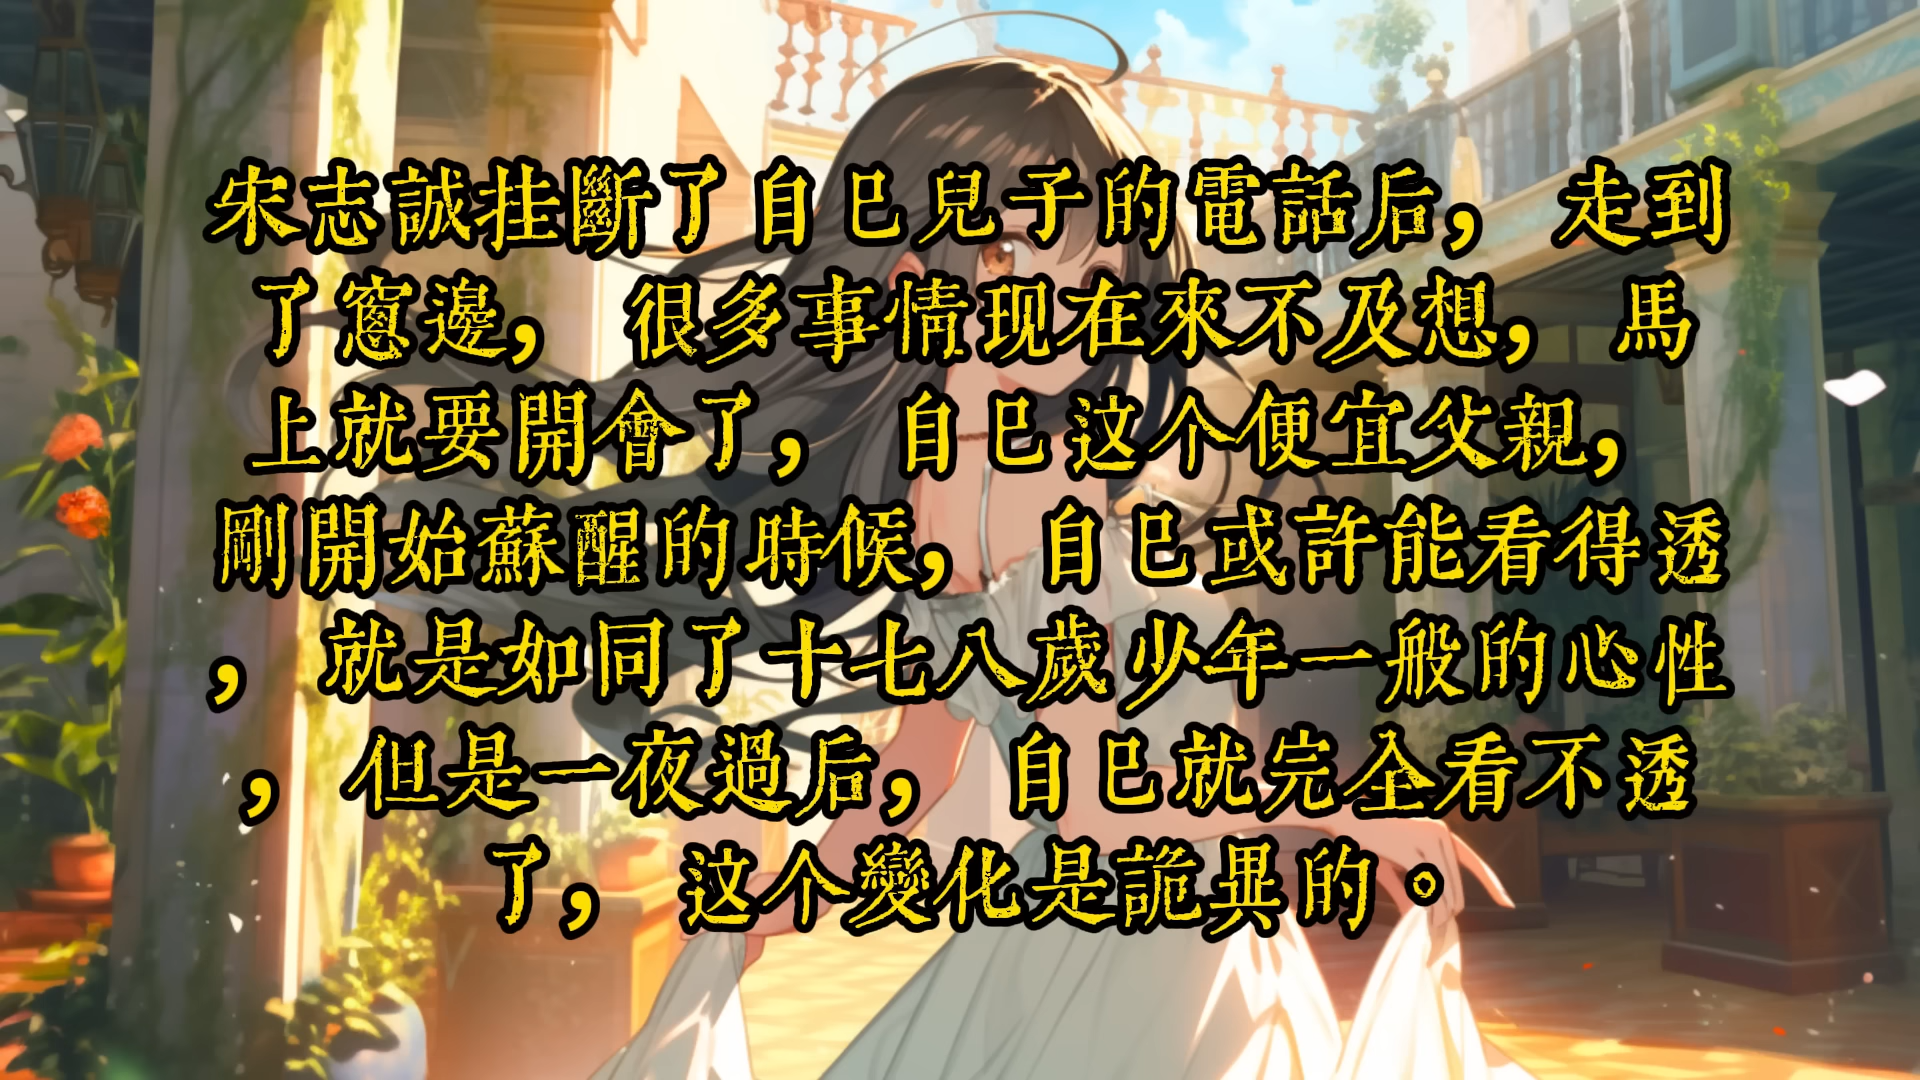 宋志誠挂斷了自已兒子的電話后，走到
了窻邊，很多事情现在來不及想，馬
上就要開會了，自已这个便宜父親，
剛開始蘇醒的時候，自已或許能看得透
，就是如同了十七八歲少年一般的心性
，但是一夜過后，自已就完全看不透
了，这个變化是詭異的。